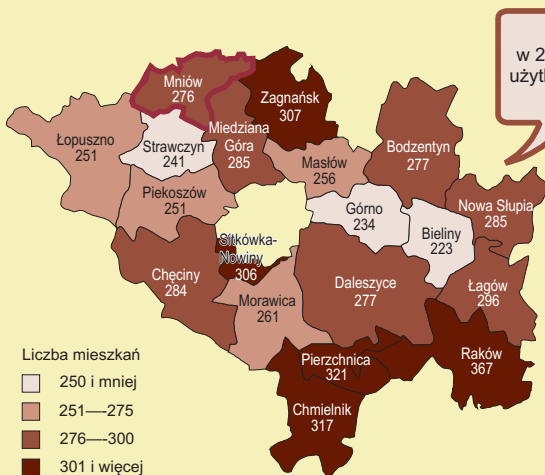 w 2
użytk
Mniów
276
Zagnańsk
307
Łopuszno
251
Strawczyn
241
Miedziana
Góra
285
Masłów
256
Bodzentyn
277
Piekoszów
251
Górno
234
Nowa Słupia
285
Bieliny
223
Sitkówka-
Nowiny
306
Chęciny
284
Daleszyce
277
Łagów
296
Morawica
261
Pierzchnica
321
Raków
367
Chmielnik
317
Liczba mieszkań
250 i mniej
251—-275
276—-300
301 i więcej